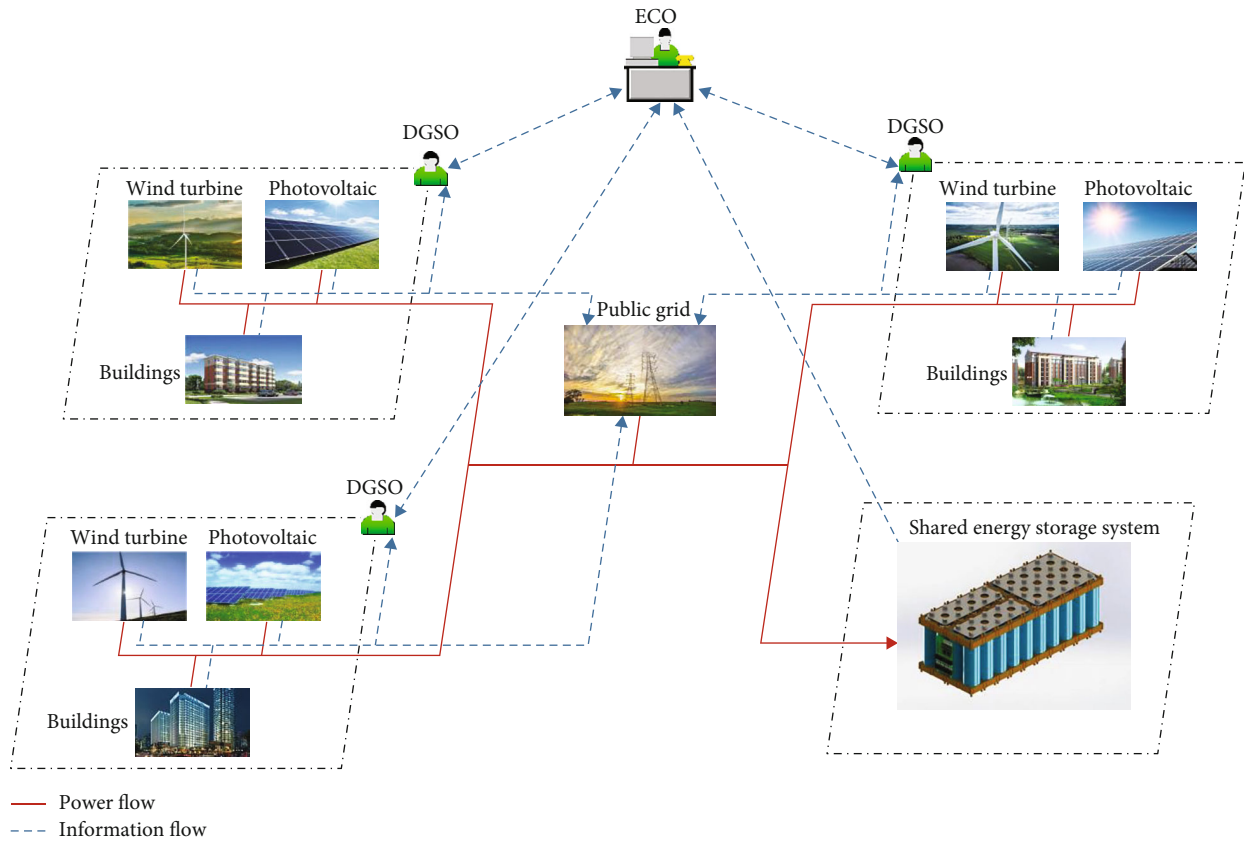 ECO
DGSO
DGSO
Wind turbine
Photovoltaic
Wind turbine
Photovoltaic
Public grid
Buildings
Buildings
DGSO
Wind turbine
Photovoltaic
Shared energy storage system
Buildings
Power flow
Information flow